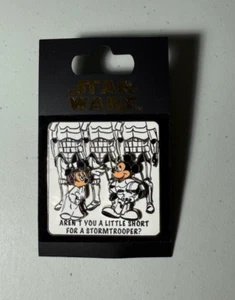 STAR
WARS
AREN'T YOU A LITTLE SHORT
FOR A STORMTROOPER?